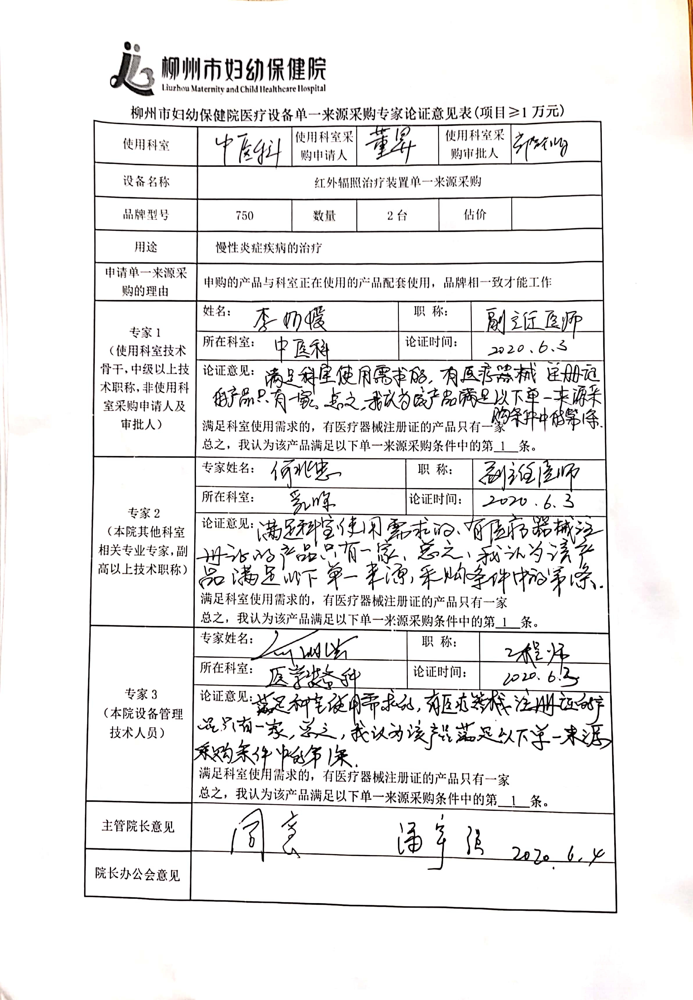 柳州市妇幼保健院
Liuzhou Maternity and Child Healthcare Hospital
柳州市妇幼保健院医疗设备单一来源采购专家论证意见表(项目≥1万元)
使用科室 中医科 使用科室采购申请人 董昇 使用科室采购审批人
设备名称 红外辐照治疗装置单一来源采购
品牌型号 750 数量 2台 估价
用途 慢性炎症疾病的治疗
申请单一来源采购的理由 申购的产品与科室正在使用的产品配套使用，品牌相一致才能工作
专家1
（使用科室技术
骨干,中级以上技
术职称,非使用科
室采购申请人及
审批人）
姓名： 李 职 称： 副主任医师
所在科室： 中医科 论证时间： 2020.6.3
论证意见：满足科室使用需求的，有医疗器械注册证
的产品只有一家。总之，我认为该产品满足以下单一来源采
购条件中的第1条.
满足科室使用需求的，有医疗器械注册证的产品只有一家
总之，我认为该产品满足以下单一来源采购条件中的第 1 条。
专家2
（本院其他科室
相关专业专家,副
高以上技术职称）
专家姓名： 何兆忠 职 称： 副主任医师
所在科室： 乳腺 论证时间： 2020.6.3
论证意见：满足科室使用需求的、有医疗器械注
册证的产品只有一家、总之、我认为该产
品满足以下单一来源，采购条件中的第1条.
满足科室使用需求的，有医疗器械注册证的产品只有一家
总之，我认为该产品满足以下单一来源采购条件中的第 1 条。
专家3
（本院设备管理
技术人员）
专家姓名： 职 称： 工程师
所在科室： 医学装备科 论证时间： 2020.6.3
论证意见：满足科室使用需求的，有医疗器械注册证的产
品只有一家，总之，我认为该产品满足以下单一来源
采购条件中的第1条.
满足科室使用需求的，有医疗器械注册证的产品只有一家
总之，我认为该产品满足以下单一来源采购条件中的第 1 条。
主管院长意见 同意 潘军强 2020.6.4
院长办公会意见